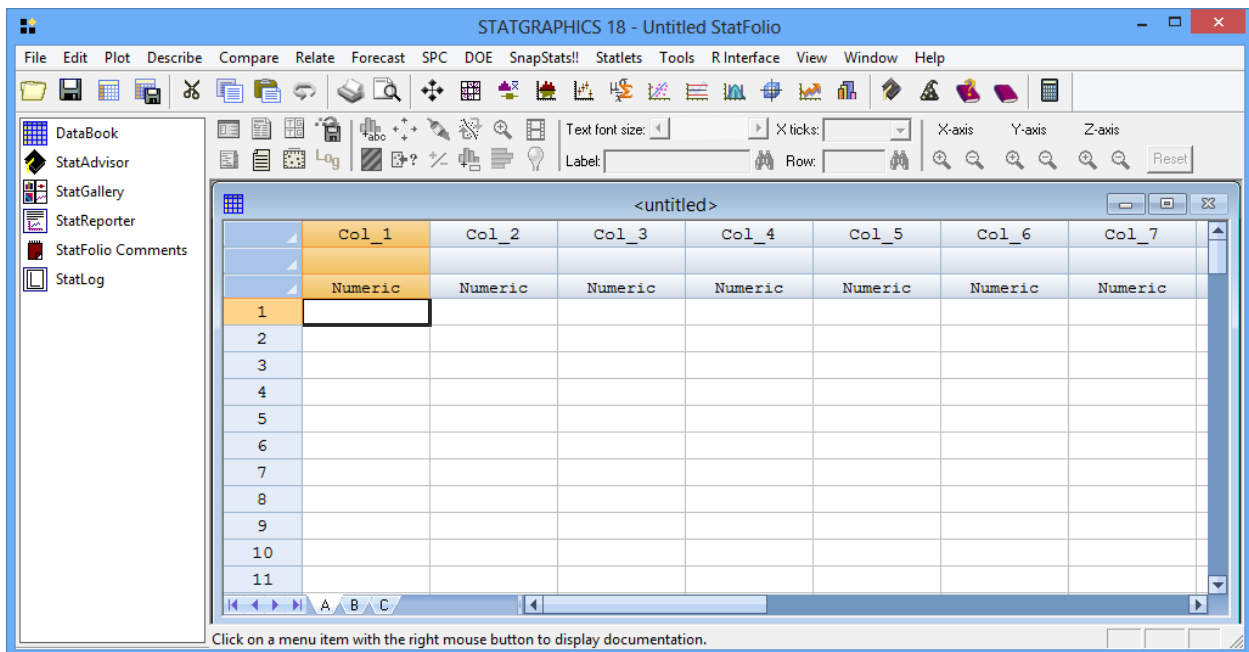 STATGRAPHICS 18 - Untitled StatFolio
File Edit Plot Describe Compare Relate Forecast SPC DOE SnapStats!! Statlets Tools R Interface View Window Help
DataBook
StatAdvisor
StatGallery
StatReporter
StatFolio Comments
StatLog
abc Text font size: X ticks: X-axis Y-axis Z-axis
Log Label: Row: Reset
<untitled>
Col_1 Col_2 Col_3 Col_4 Col_5 Col_6 Col_7
Numeric Numeric Numeric Numeric Numeric Numeric Numeric
1
2
3
4
5
6
7
8
9
10
11
A B C
Click on a menu item with the right mouse button to display documentation.